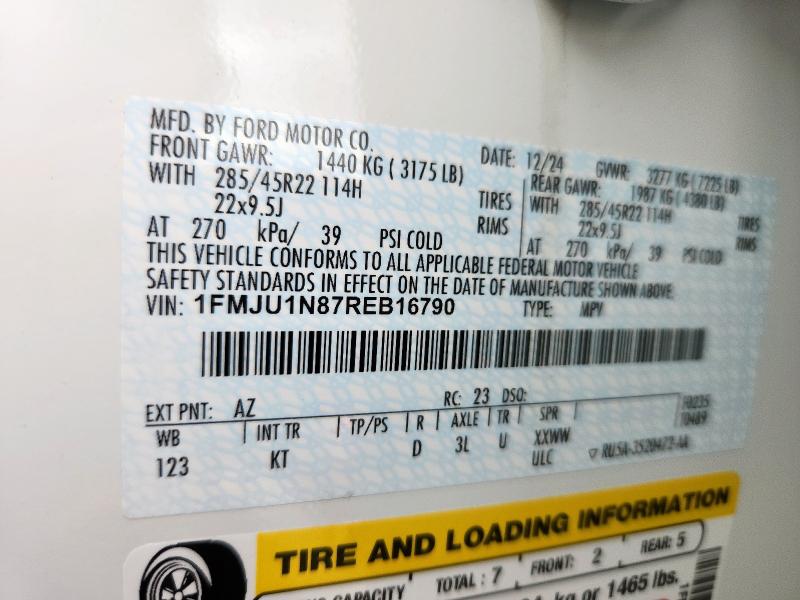 MFD. BY FORD MOTOR CO.
DATE: 12/24 GVWR: 3277 KG ( 7225 LB)
FRONT GAWR: 1440 KG ( 3175 LB)
WITH 285/45R22 114H TIRES
22x9.5J RIMS
AT 270 kPa/ 39 PSI COLD
REAR GAWR: 1987 KG ( 4380 LB)
WITH 285/45R22 114H TIRES
22x9.5J RIMS
AT 270 kPa/ 39 PSI COLD
THIS VEHICLE CONFORMS TO ALL APPLICABLE FEDERAL MOTOR VEHICLE
SAFETY STANDARDS IN EFFECT ON THE DATE OF MANUFACTURE SHOWN ABOVE.
VIN: 1FMJU1N87REB16790 TYPE: MPV
EXT PNT: AZ RC: 23 DSO:
WB INT TR TP/PS R AXLE TR SPR
123 KT D 3L U XXWW
ULC
TIRE AND LOADING INFORMATION
CAPACITY TOTAL : 7 FRONT: 2 REAR: 5
kg or 1465 lbs.